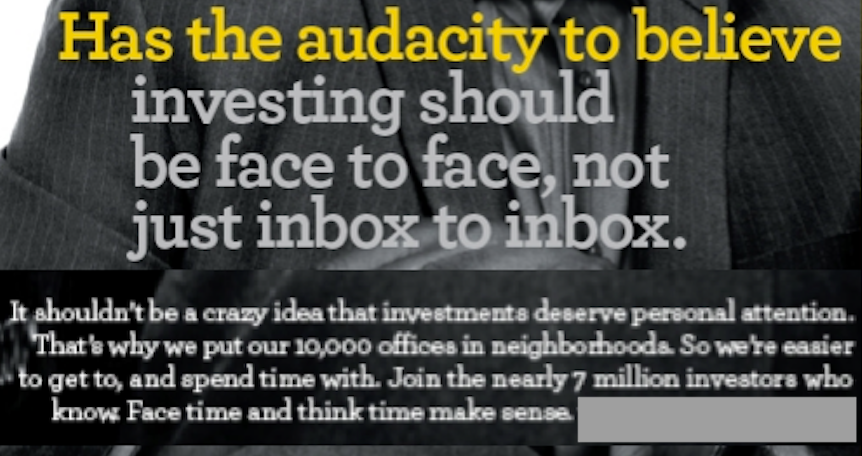 Has the audacity to believe
investing should
be face to face, not
just inbox to inbox.
It shouldn't be a crazy idea that investments deserve personal attention.
That's why we put our 10,000 offices in neighborhoods. So we're easier
to get to, and spend time with. Join the nearly 7 million investors who
know. Face time and think time make sense.